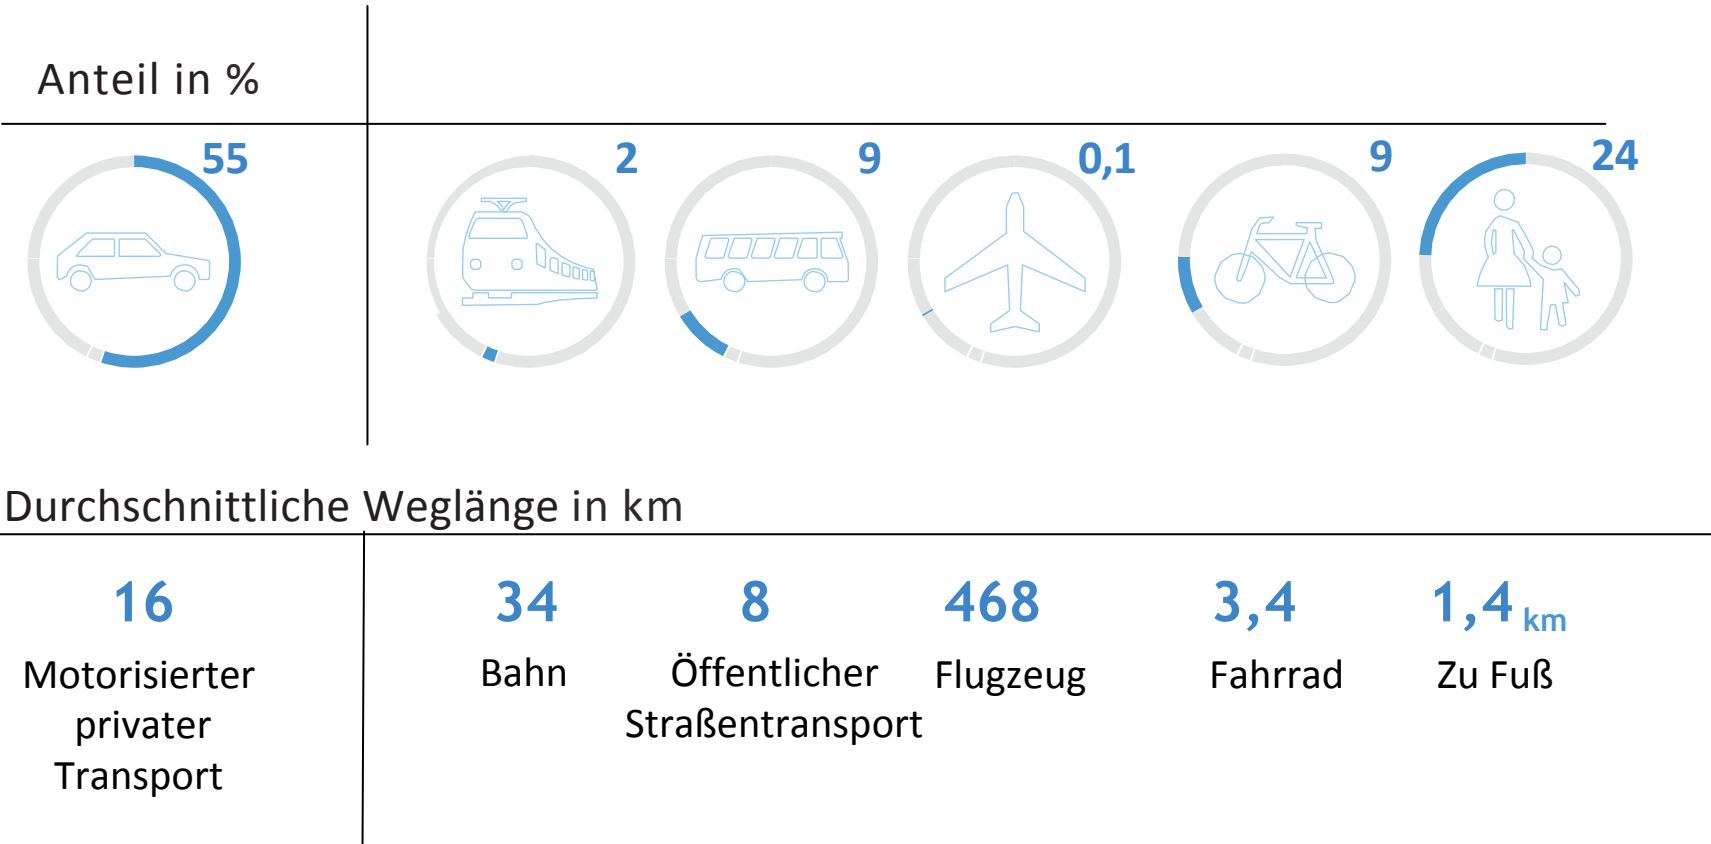 Anteil in %
55
2
9
0,1
9
24
Durchschnittliche Weglänge in km
16
34
8
468
3,4
1,4 km
Motorisierter
privater
Transport
Bahn
Öffentlicher
Straßentransport
Flugzeug
Fahrrad
Zu Fuß